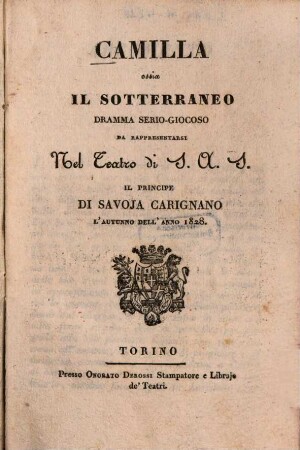 CAMILLA
ossia
IL SOTTERRANEO
DRAMMA SERIO-GIOCOSO
DA RAPPRESENTARSI
Nel Teatro di S. A. S.
IL PRINCIPE
DI SAVOJA CARIGNANO
L'AUTUNNO DELL'ANNO 1828.
TORINO
Presso ONORATO DEROSSI Stampatore e Librajo
de' Teatri.